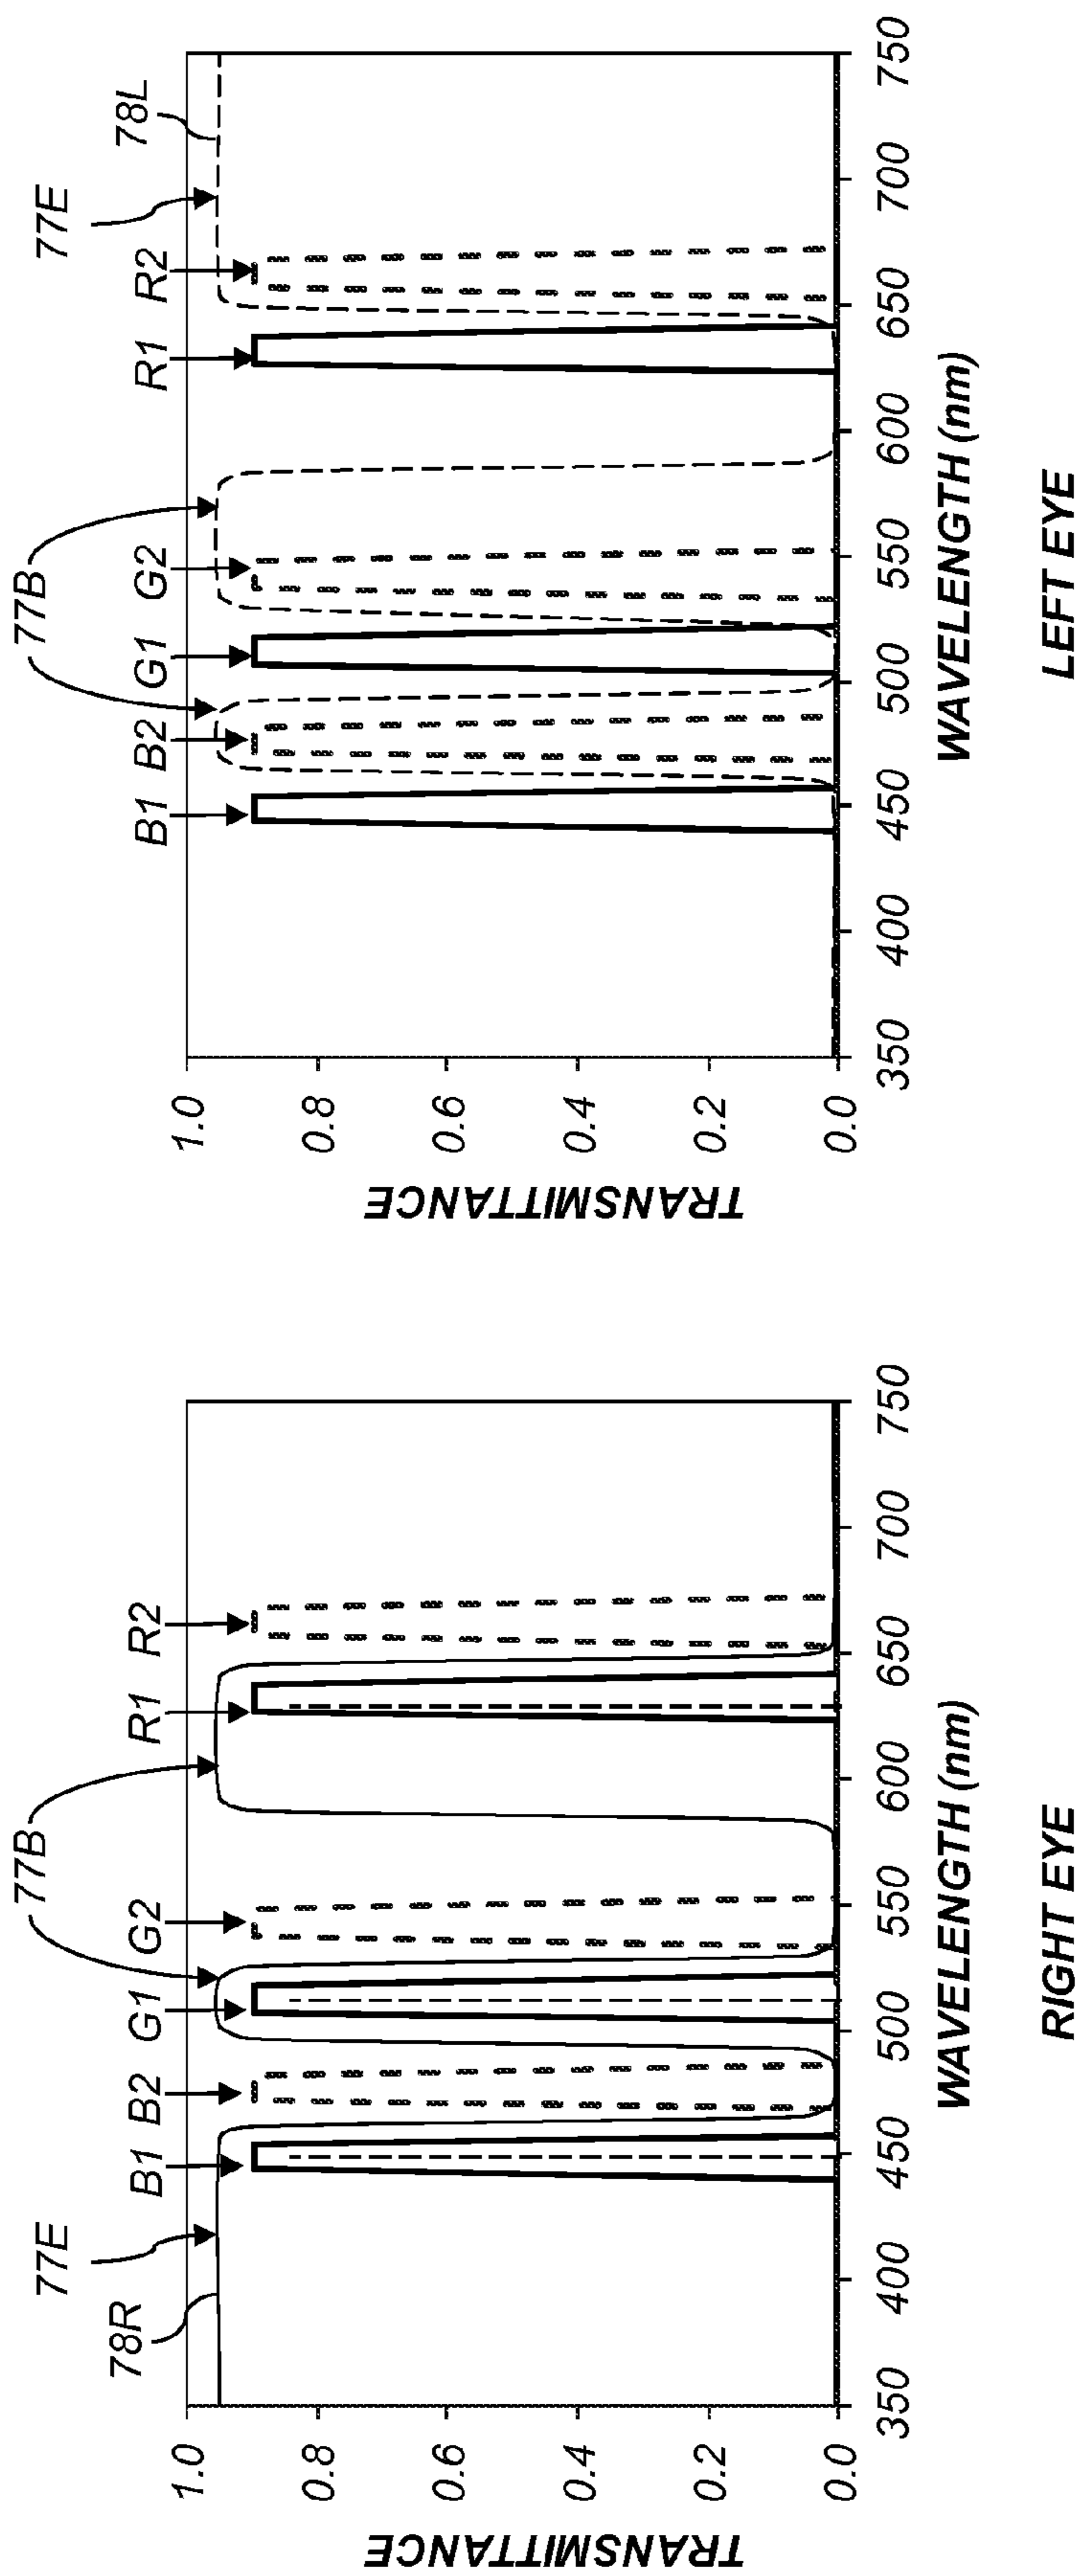 77E
78R
B1
B2
G1
G2
77B
R1
R2
TRANSMITTANCE
1.0
0.8
0.6
0.4
0.2
0.0
350 400 450 500 550 600 650 700 750
WAVELENGTH (nm)
RIGHT EYE
77B
77E
78L
B1
B2
G1
G2
R1
R2
TRANSMITTANCE
1.0
0.8
0.6
0.4
0.2
0.0
350 400 450 500 550 600 650 700 750
WAVELENGTH (nm)
LEFT EYE